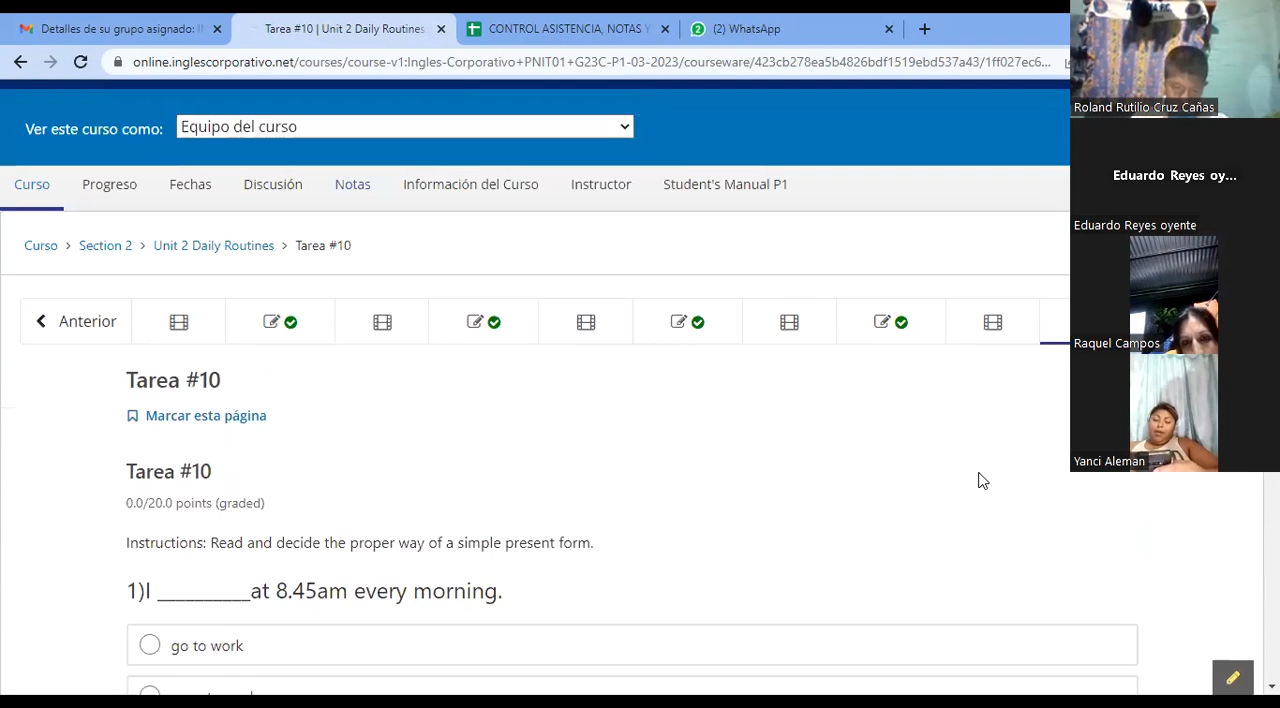 Detalles de su grupo asignado: I
Tarea #10 | Unit 2 Daily Routines
CONTROL ASISTENCIA, NOTAS Y
(2) WhatsApp
online.inglescorporativo.net/courses/course-v1:Ingles-Corporativo+PNIT01+G23C-P1-03-2023/courseware/423cb278ea5b4826bdf1519ebd537a43/1ff027ec6...
Ver este curso como:
Equipo del curso
Curso
Progreso
Fechas
Discusión
Notas
Información del Curso
Instructor
Student's Manual P1
Curso > Section 2 > Unit 2 Daily Routines > Tarea #10
Anterior
Tarea #10
Marcar esta página
Tarea #10
0.0/20.0 points (graded)
Instructions: Read and decide the proper way of a simple present form.
1)I __________at 8.45am every morning.
go to work
Roland Rutilio Cruz Cañas
Eduardo Reyes oy...
Eduardo Reyes oyente
Raquel Campos
Yanci Aleman